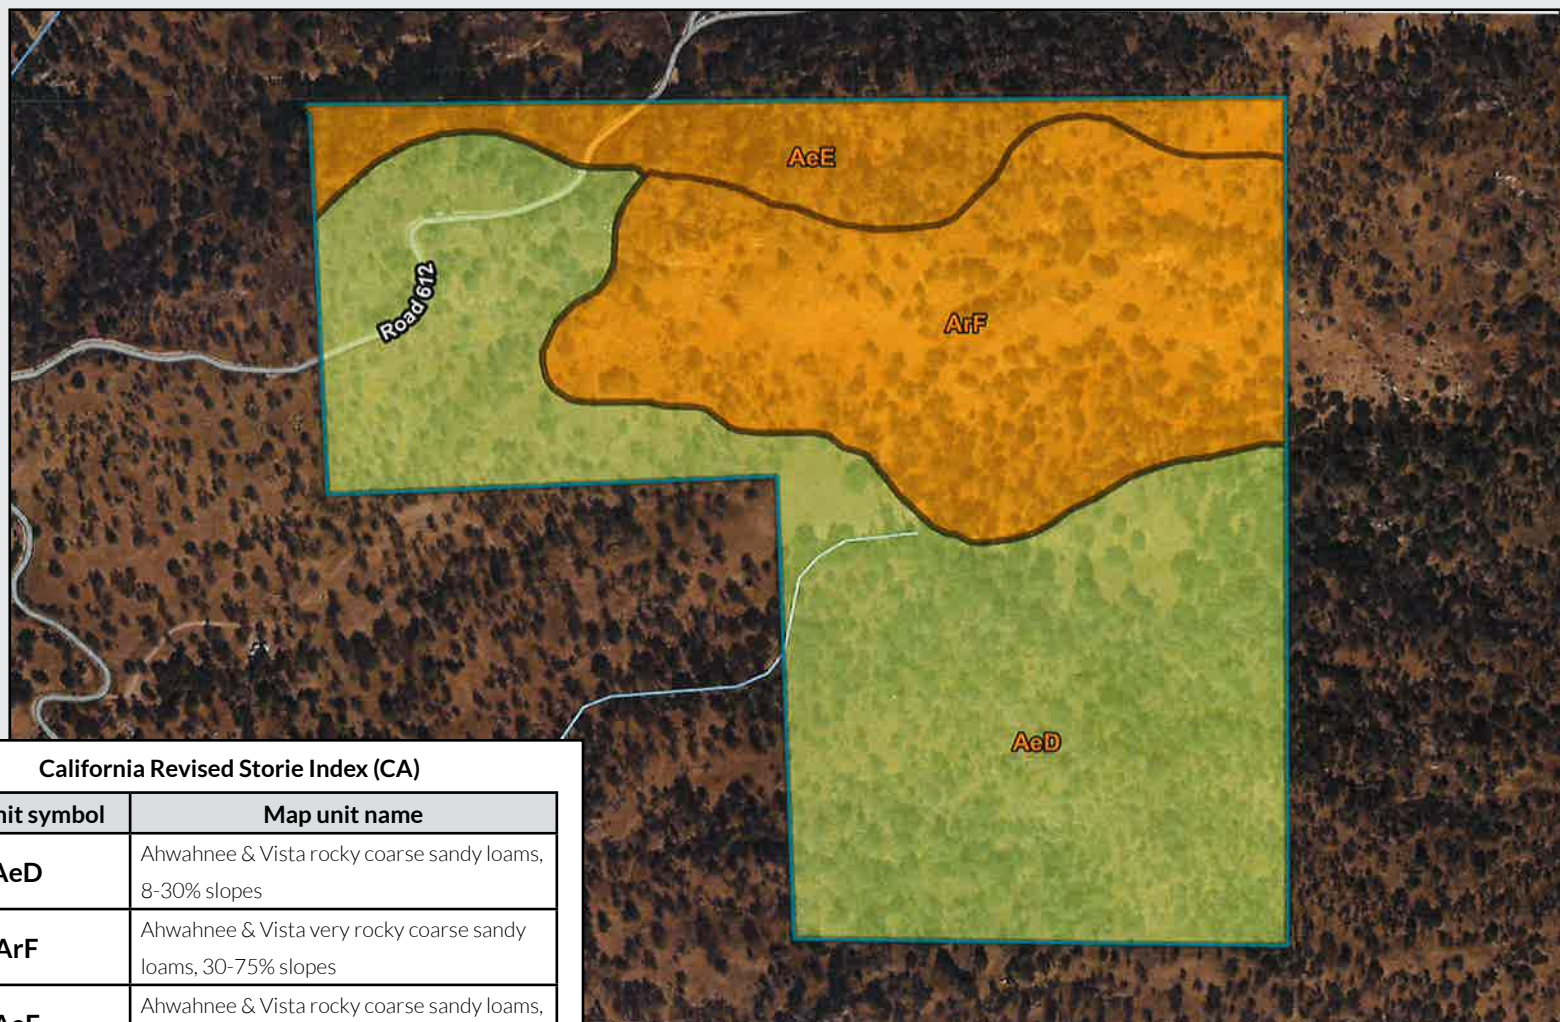 AeE
Road 612
ArF
AeD
California Revised Storie Index (CA)
nit symbol
Map unit name
AeD
Ahwahnee & Vista rocky coarse sandy loams,
8-30% slopes
ArF
Ahwahnee & Vista very rocky coarse sandy
loams, 30-75% slopes
AeE
Ahwahnee & Vista rocky coarse sandy loams,